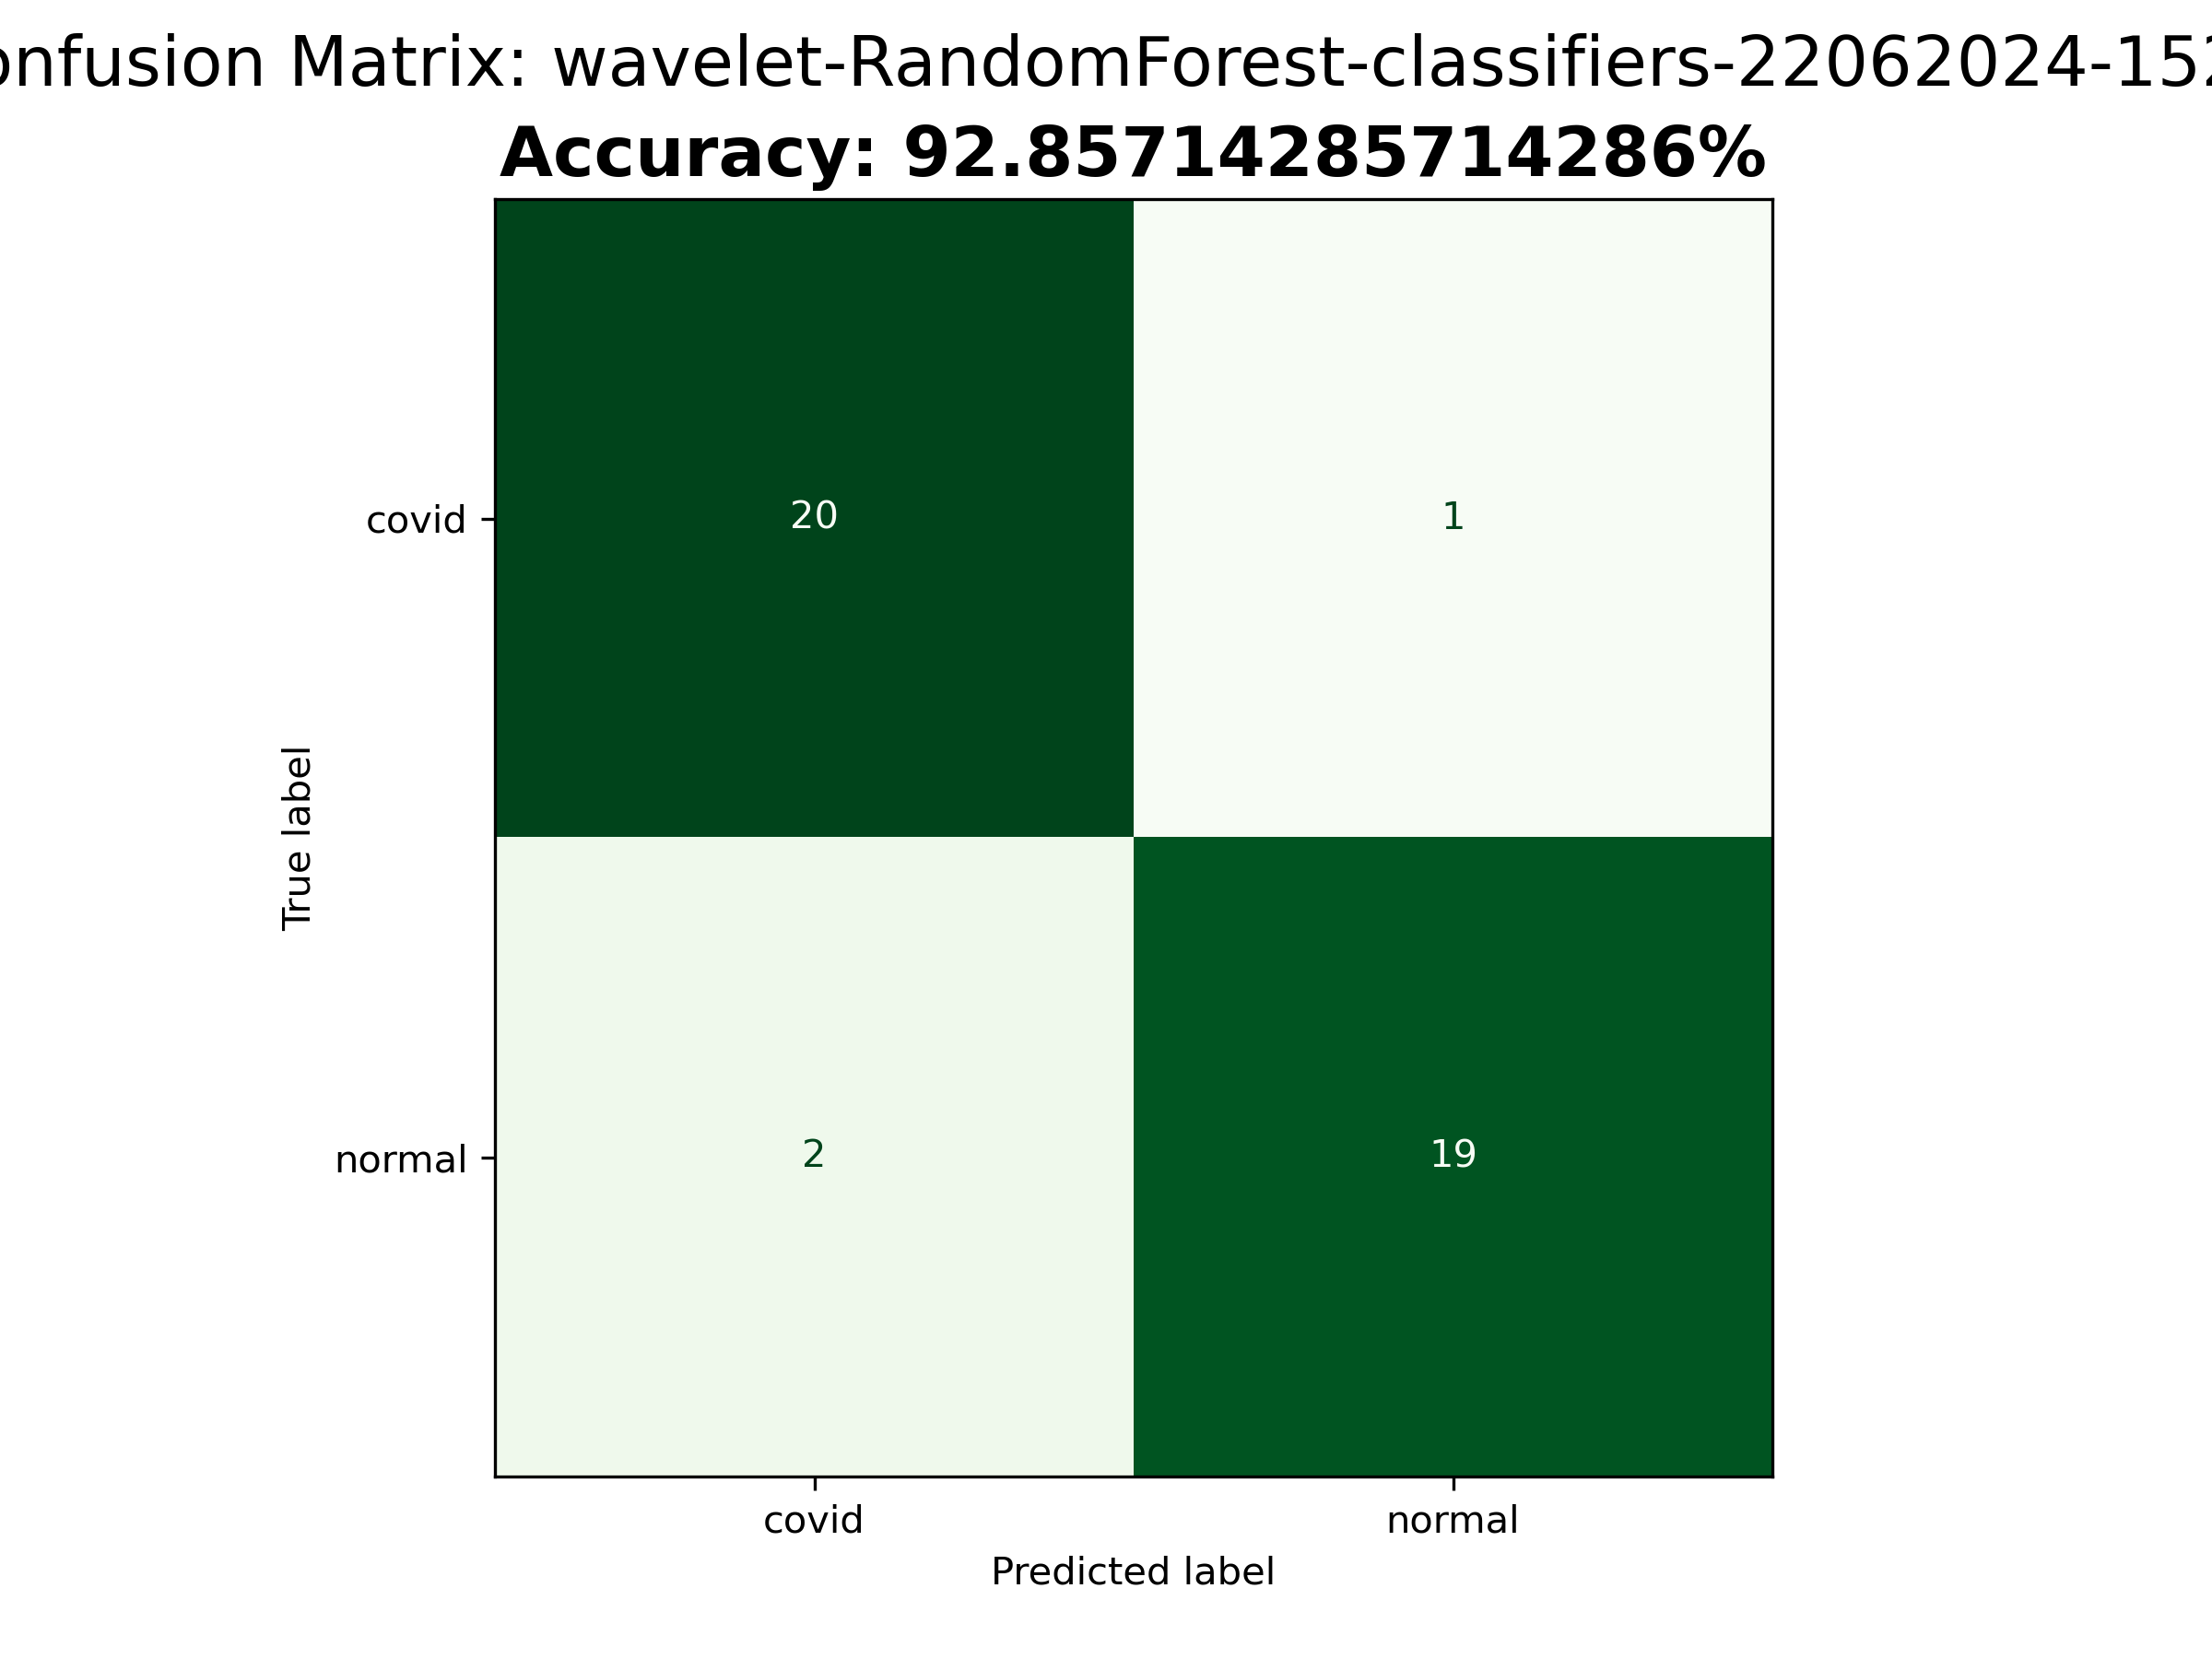 onfusion Matrix: wavelet-RandomForest-classifiers-22062024-152
Accuracy: 92.85714285714286%
covid
20
1
True label
normal
2
19
covid
normal
Predicted label